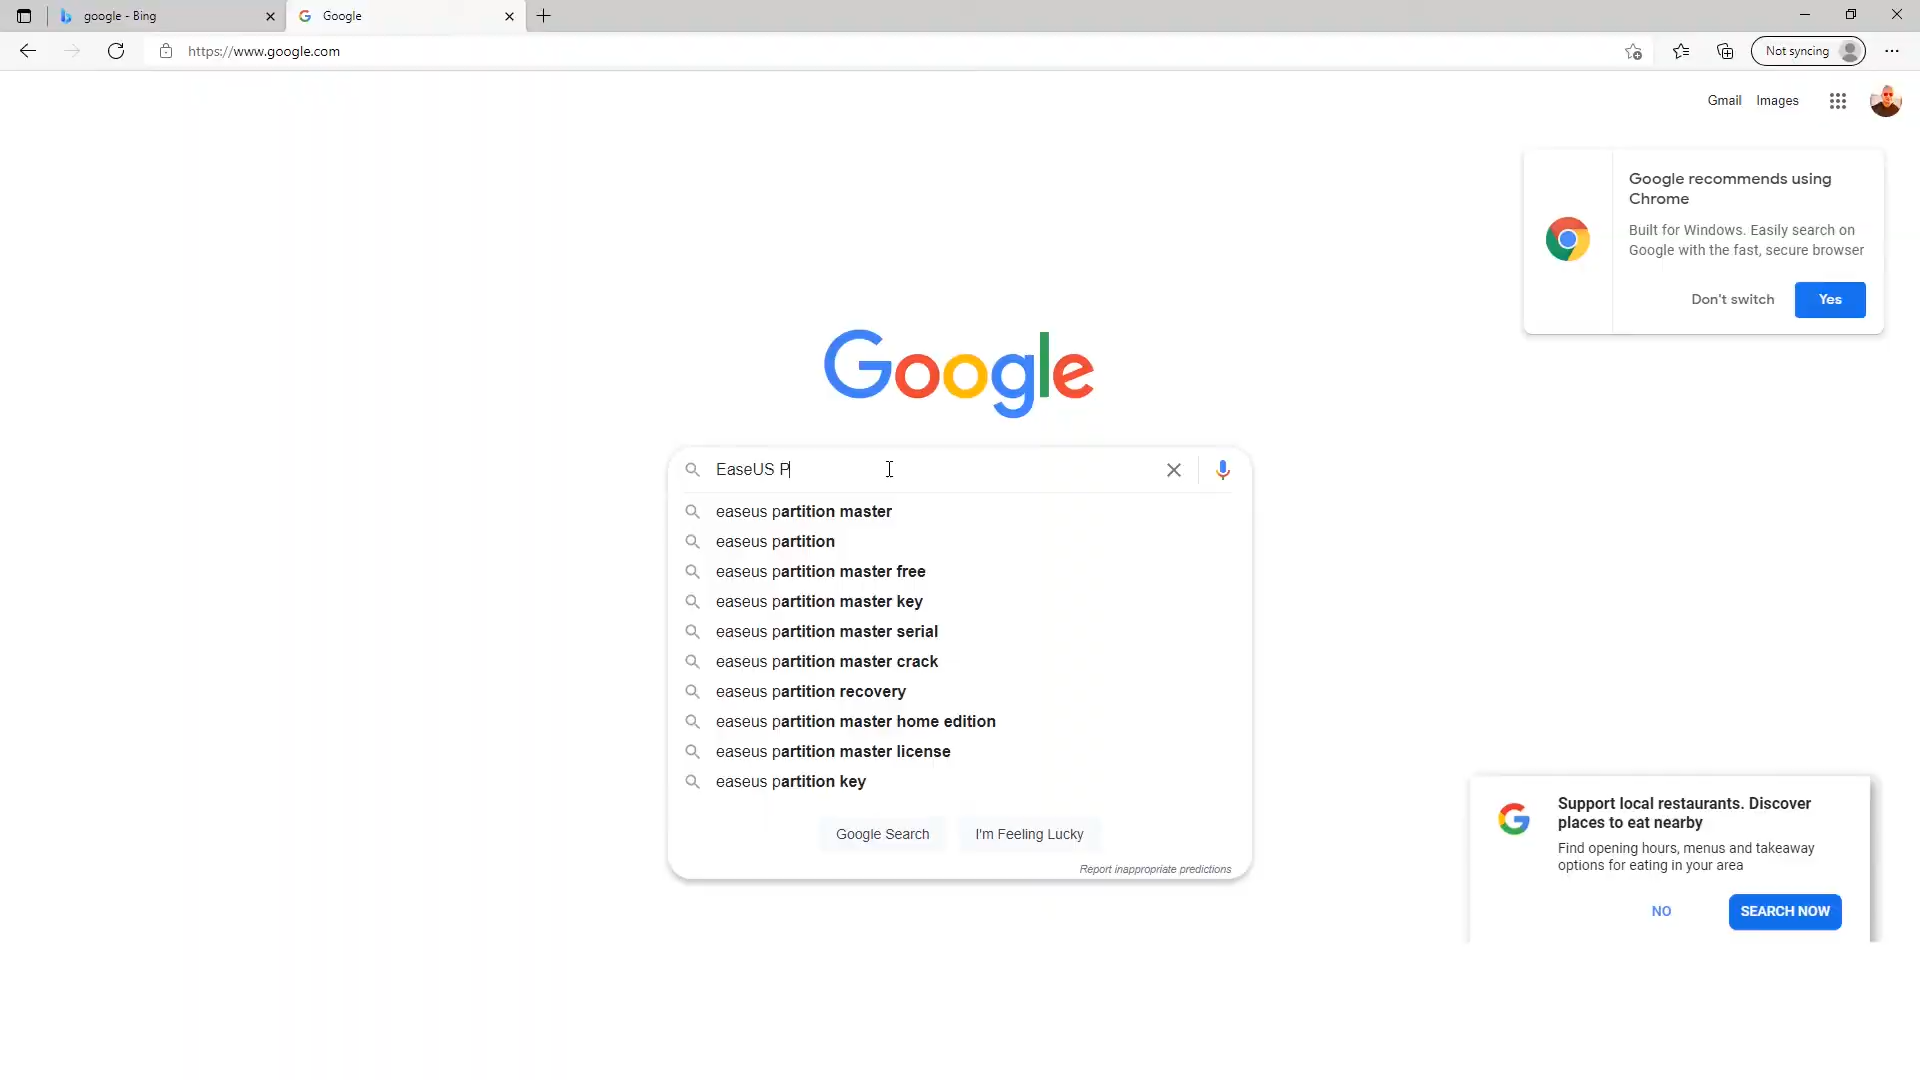 google - Bing
Google
https://www.google.com
Not syncing
Gmail Images
Google recommends using
Chrome
Built for Windows. Easily search on
Google with the fast, secure browser
Don't switch Yes
Google
EaseUS P
easeus partition master
easeus partition
easeus partition master free
easeus partition master key
easeus partition master serial
easeus partition master crack
easeus partition recovery
easeus partition master home edition
easeus partition master license
easeus partition key
Google Search I'm Feeling Lucky
Report inappropriate predictions
Support local restaurants. Discover
places to eat nearby
Find opening hours, menus and takeaway
options for eating in your area
NO SEARCH NOW